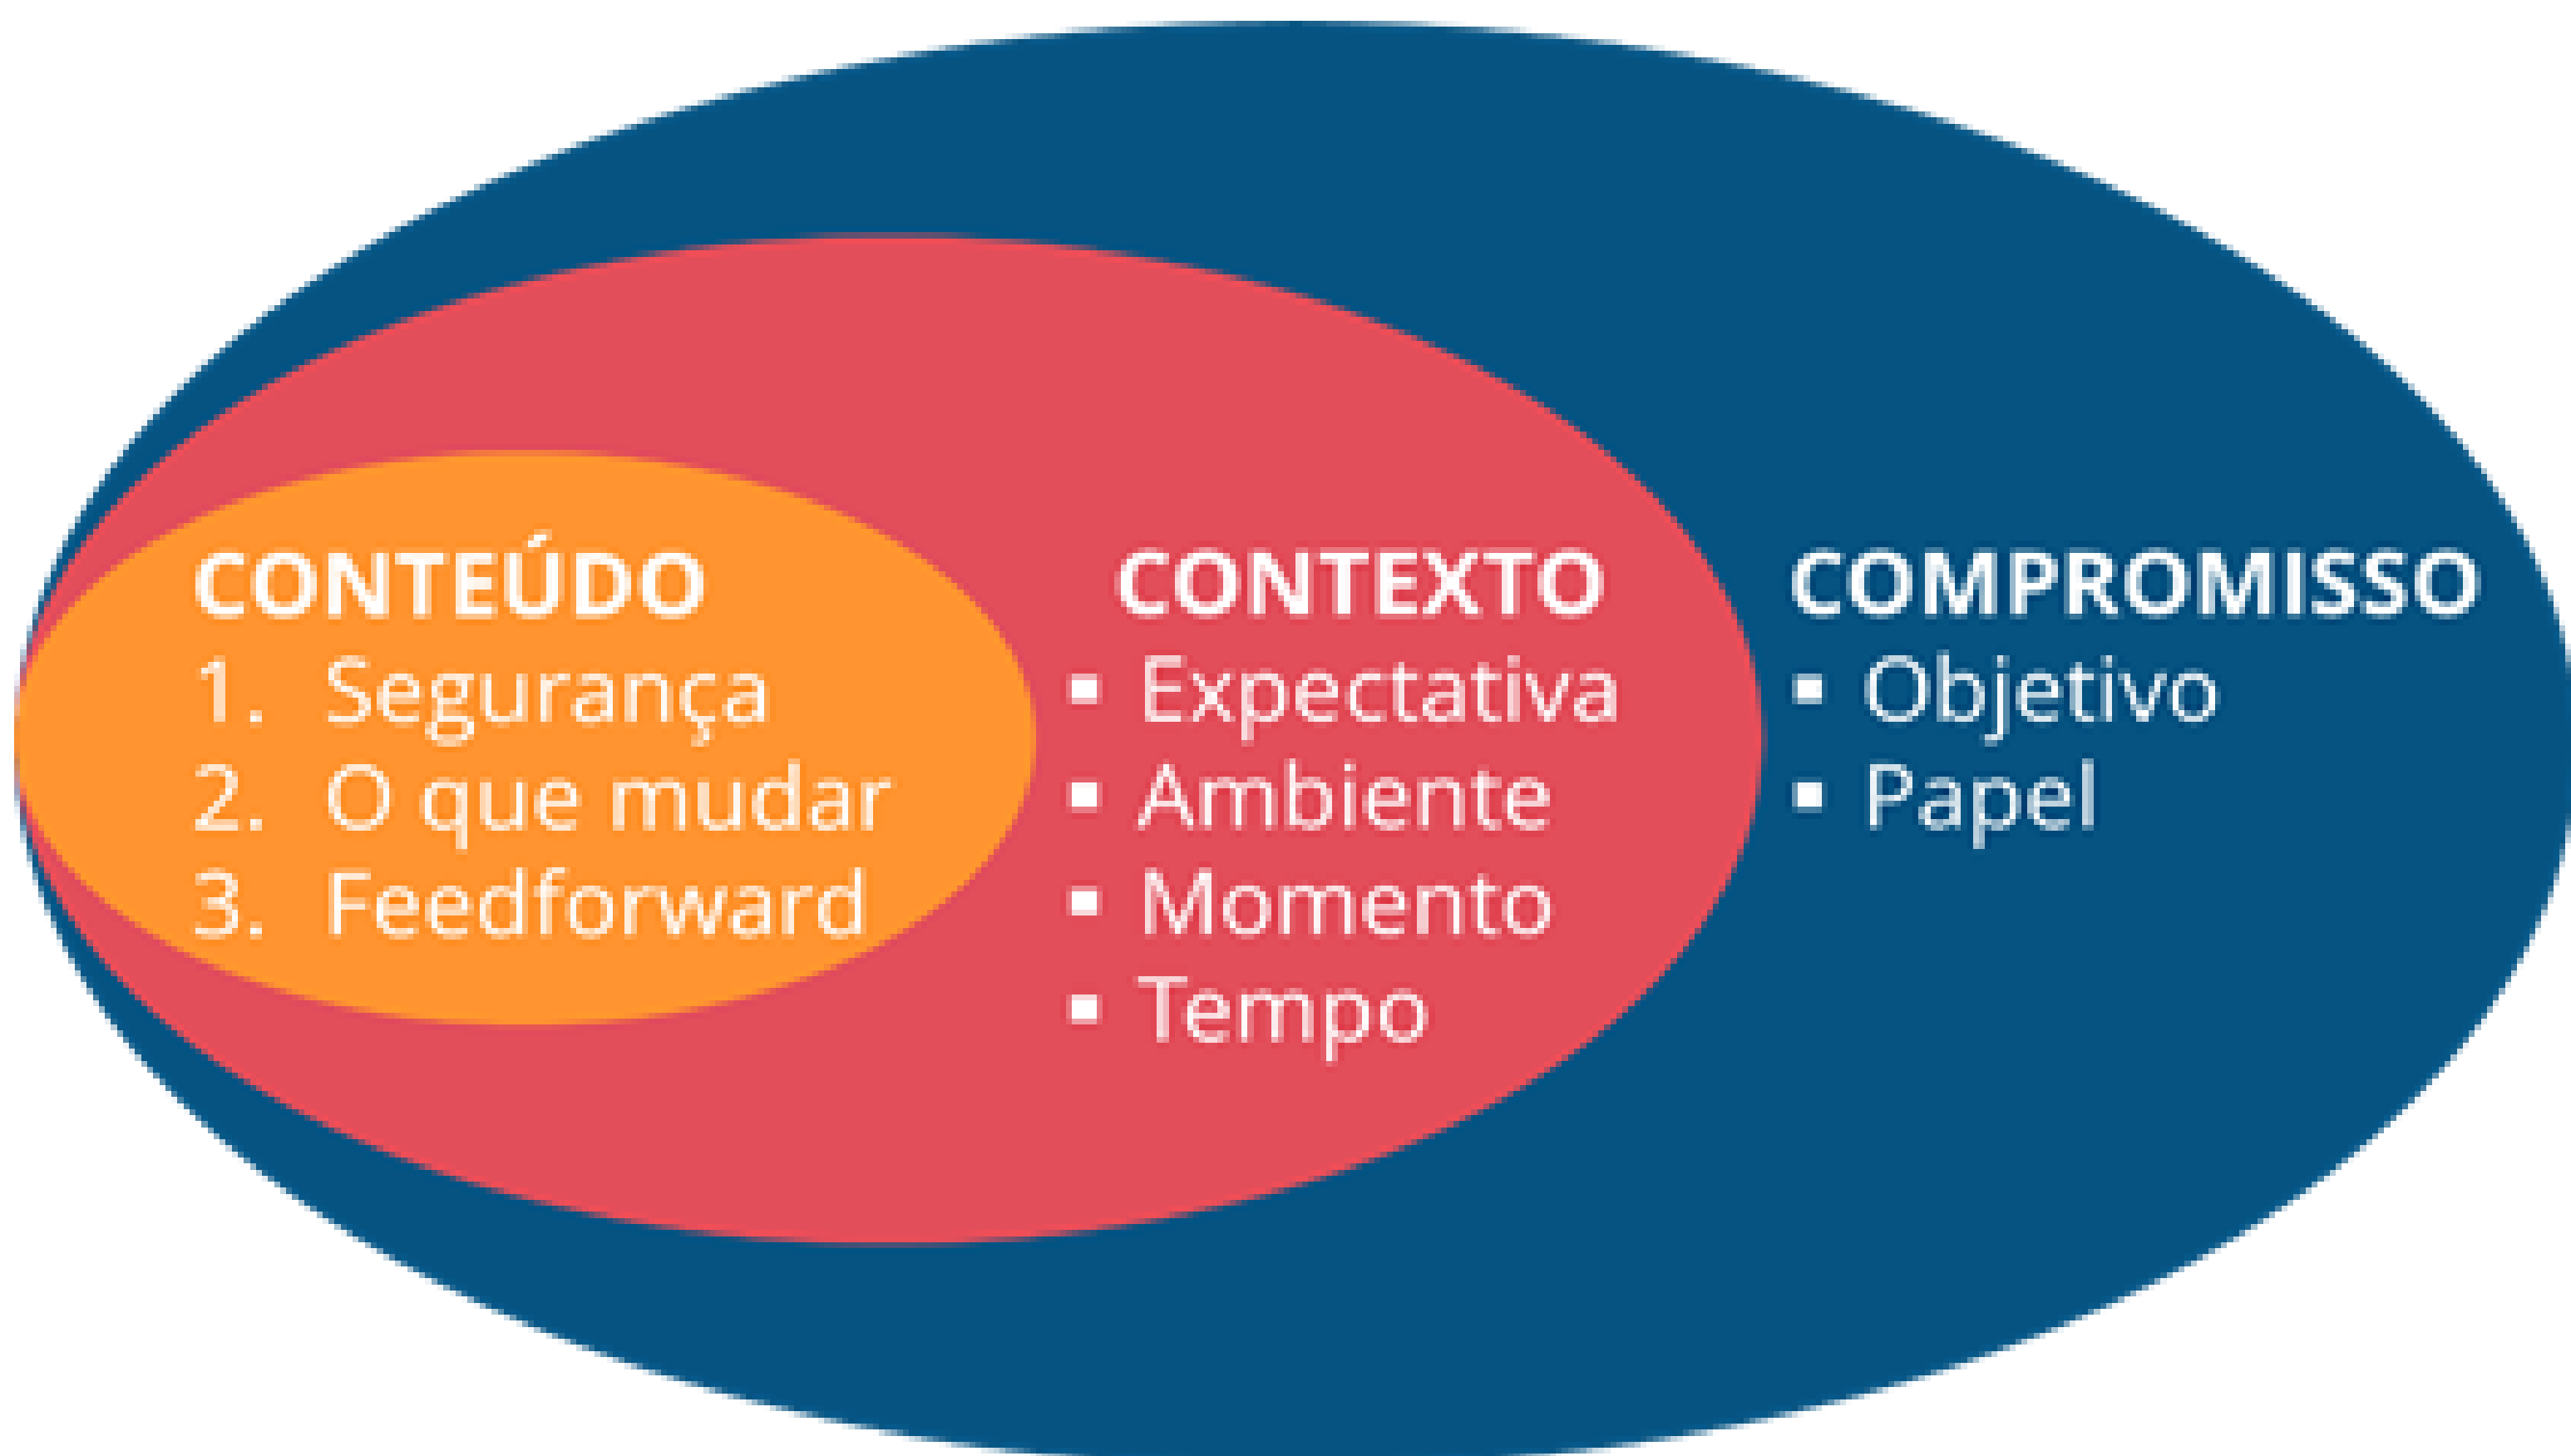 CONTEÚDO
1. Segurança
2. O que mudar
3. Feedforward
CONTEXTO
▪ Expectativa
▪ Ambiente
▪ Momento
▪ Tempo
COMPROMISSO
▪ Objetivo
▪ Papel